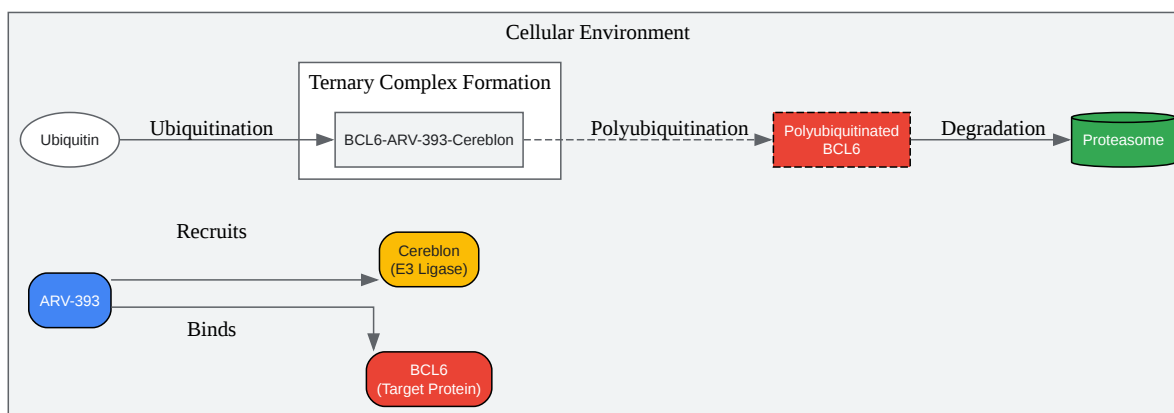 Cellular Environment
Ternary Complex Formation
Ubiquitin
Ubiquitination
BCL6-ARV-393-Cereblon
Polyubiquitination
Polyubiquitinated
BCL6
Degradation
Proteasome
Recruits
Cereblon
(E3 Ligase)
ARV-393
Binds
BCL6
(Target Protein)